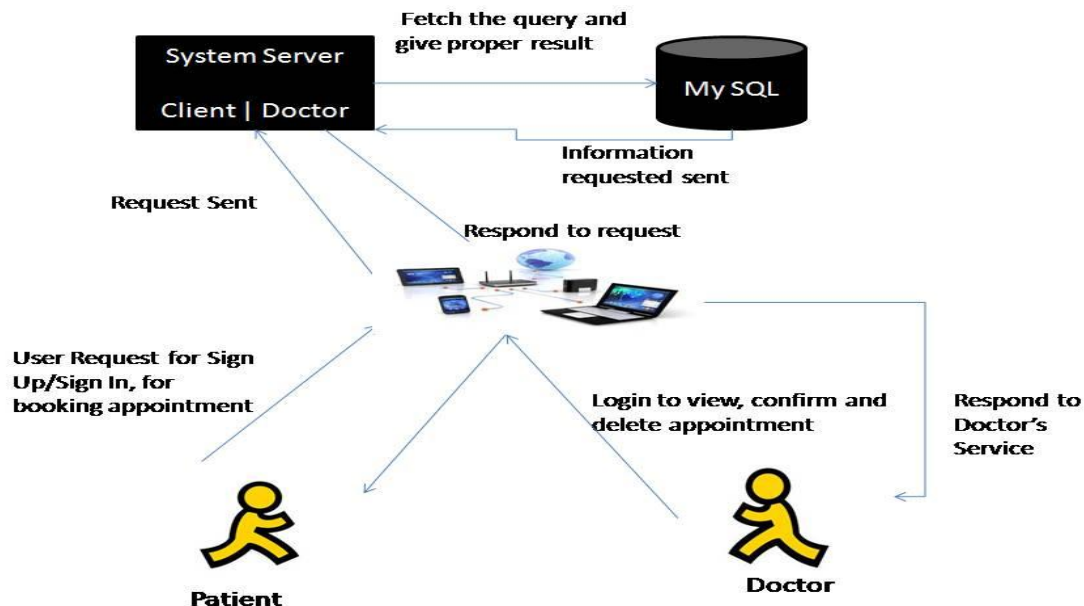 Fetch the query and
give proper result
System Server
Client | Doctor
My SQL
Information
requested sent
Request Sent
Respond to request
User Request for Sign
Up/Sign In, for
booking appointment
Login to view, confirm and
delete appointment
Respond to
Doctor's
Service
Patient
Doctor